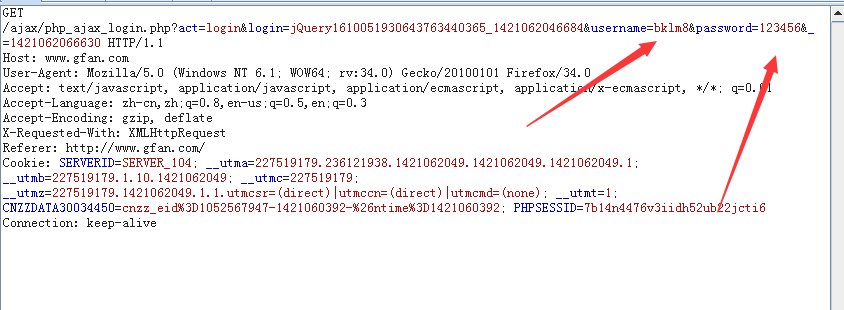 GET
/ajax/php_ajax_login.php?act=login&login=jQuery1610051930643763440365_1421062046684&username=bklm8&password=123456&_
=1421062066630 HTTP/1.1
Host: www.gfan.com
User-Agent: Mozilla/5.0 (Windows NT 6.1; WOW64; rv:34.0) Gecko/20100101 Firefox/34.0
Accept: text/javascript, application/javascript, application/ecmascript, application/x-ecmascript, */*; q=0.01
Accept-Language: zh-cn,zh;q=0.8,en-us;q=0.5,en;q=0.3
Accept-Encoding: gzip, deflate
X-Requested-With: XMLHttpRequest
Referer: http://www.gfan.com/
Cookie: SERVERID=SERVER_104; __utma=227519179.236121938.1421062049.1421062049.1421062049.1;
__utmb=227519179.1.10.1421062049; __utmc=227519179;
__utmz=227519179.1421062049.1.1.utmcsr=(direct)|utmccn=(direct)|utmcmd=(none); __utmt=1;
CNZZDATA30034450=cnzz_eid%3D1052567947-1421060392-%26ntime%3D1421060392; PHPSESSID=7b14n4476v3iidh52ub22jcti6
Connection: keep-alive